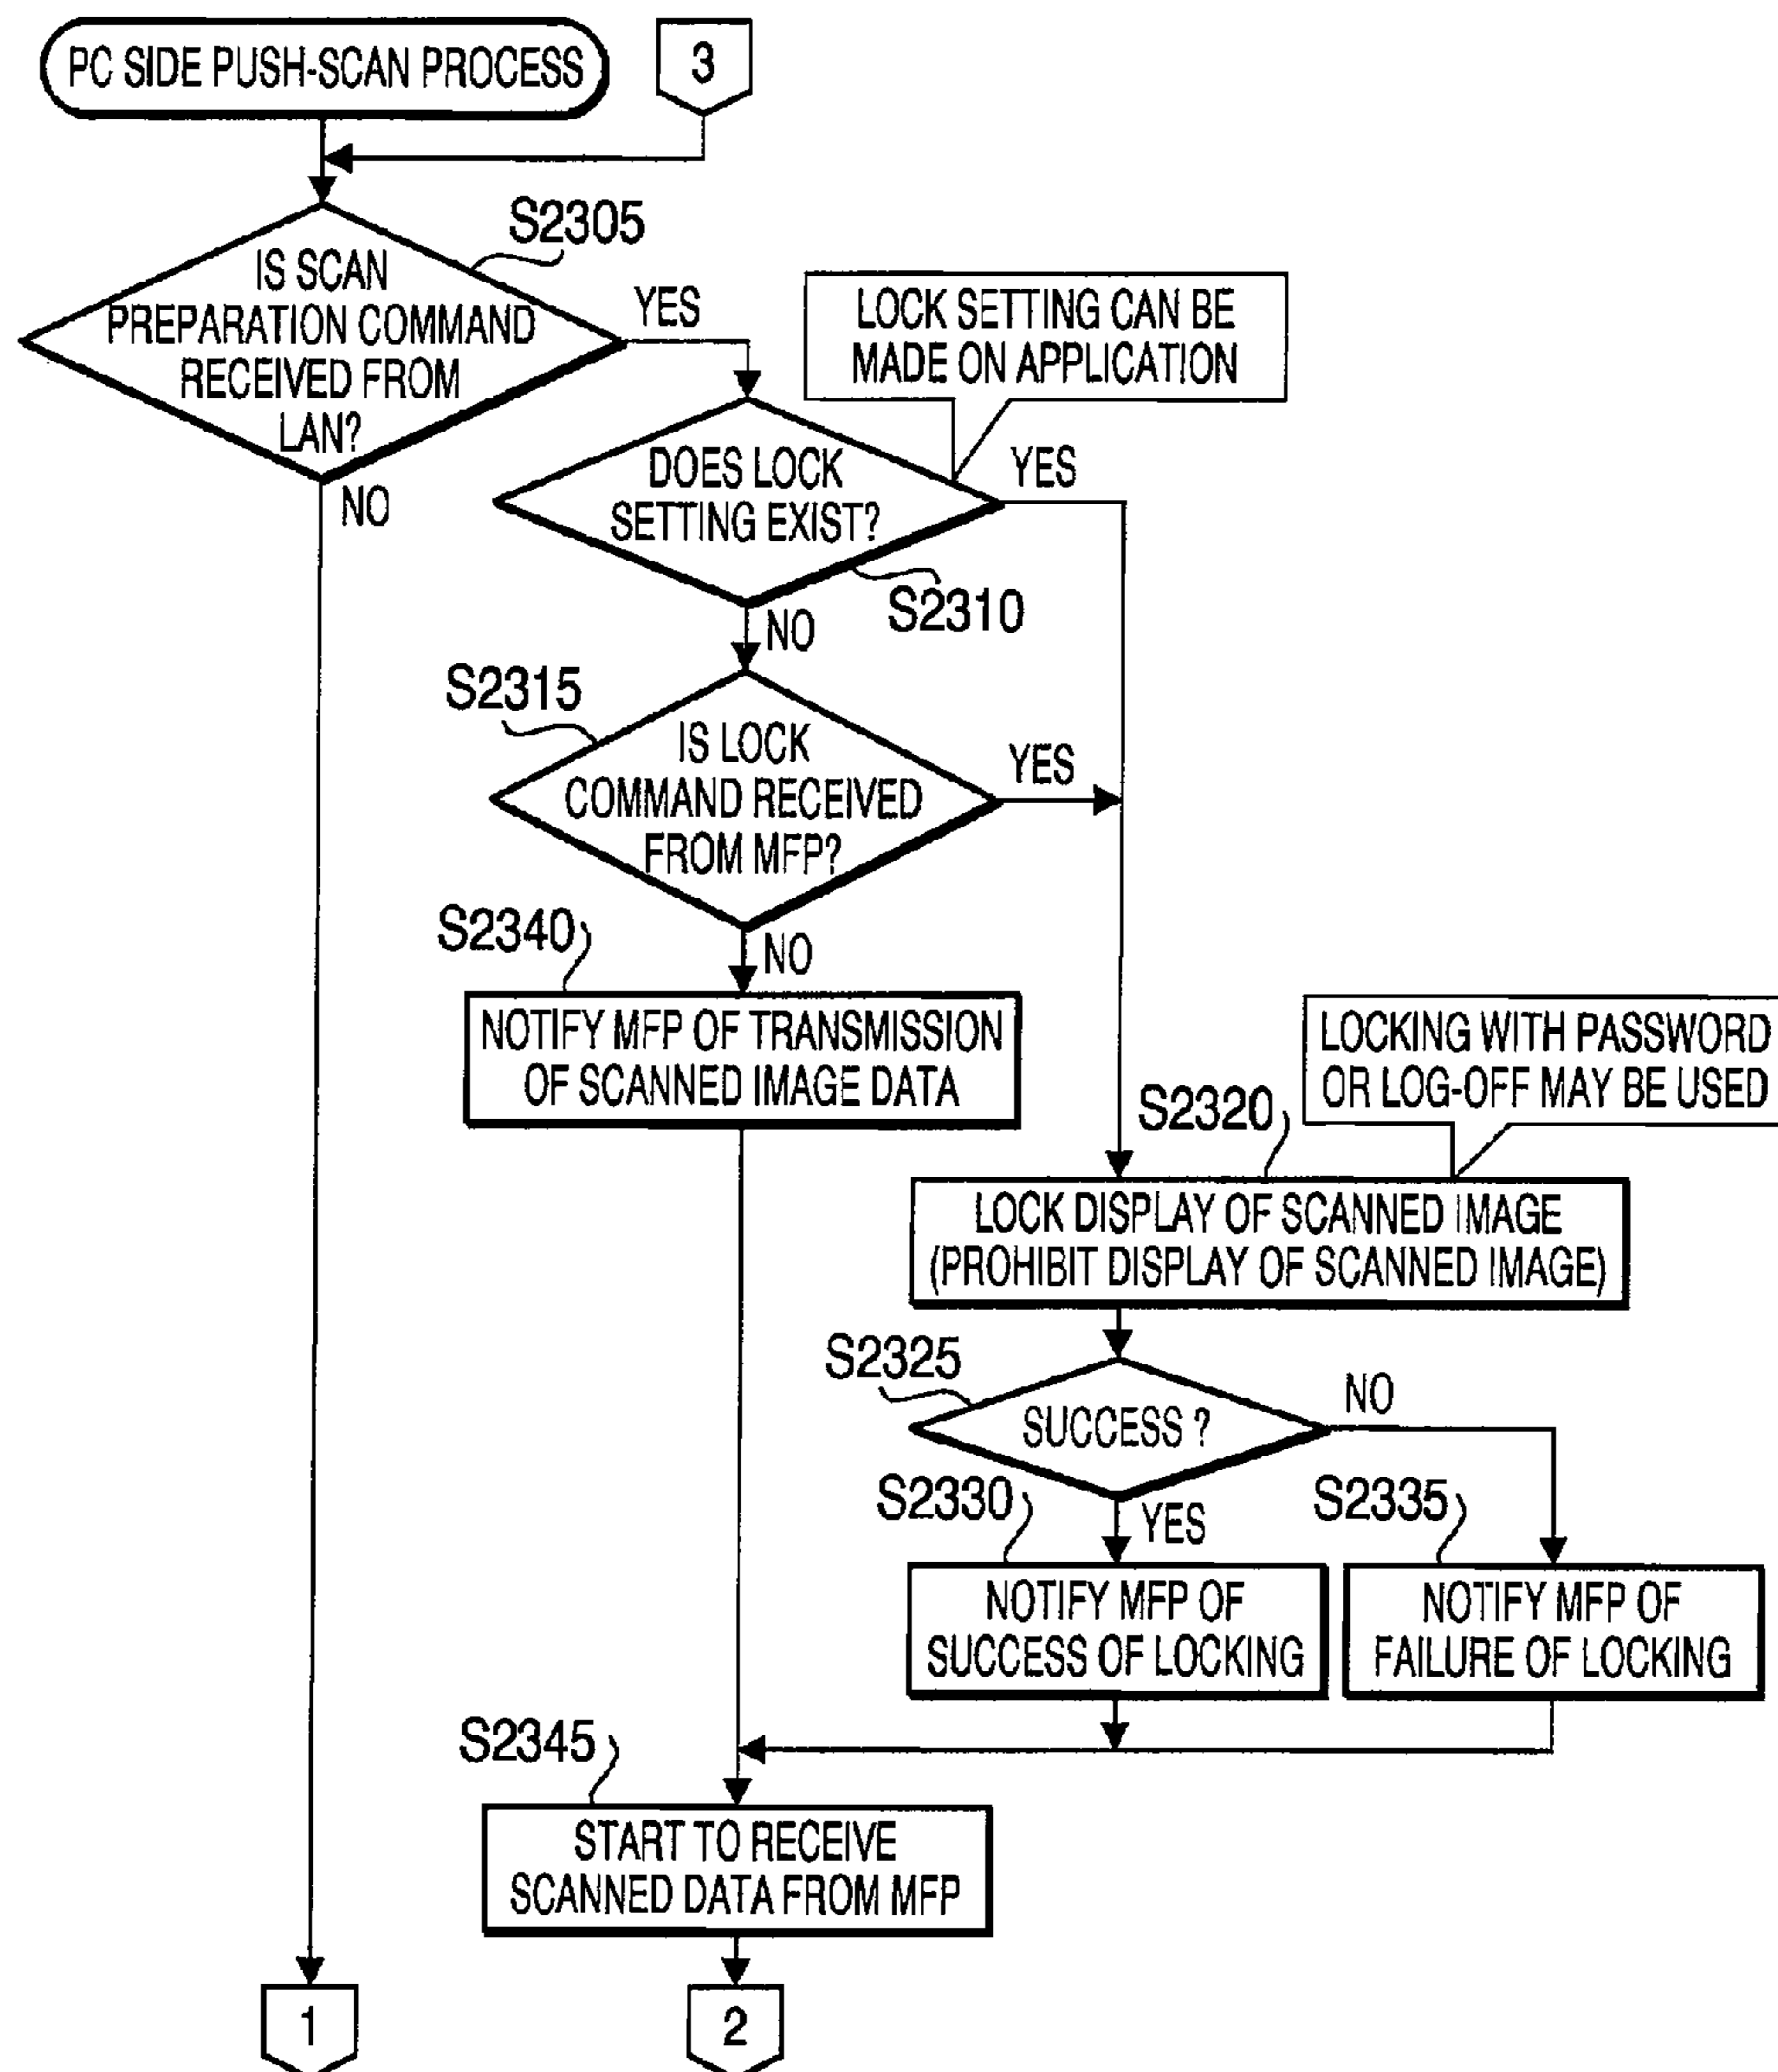 PC SIDE PUSH-SCAN PROCESS
3
S2305
IS SCAN
PREPARATION COMMAND
RECEIVED FROM
LAN?
YES
NO
LOCK SETTING CAN BE
MADE ON APPLICATION
DOES LOCK
SETTING EXIST?
YES
S2310
NO
S2315
IS LOCK
COMMAND RECEIVED
FROM MFP?
YES
NO
S2340
NOTIFY MFP OF TRANSMISSION
OF SCANNED IMAGE DATA
LOCKING WITH PASSWORD
OR LOG-OFF MAY BE USED
S2320
LOCK DISPLAY OF SCANNED IMAGE
(PROHIBIT DISPLAY OF SCANNED IMAGE)
S2325
SUCCESS ?
NO
YES
S2330
NOTIFY MFP OF
SUCCESS OF LOCKING
S2335
NOTIFY MFP OF
FAILURE OF LOCKING
S2345
START TO RECEIVE
SCANNED DATA FROM MFP
1
2